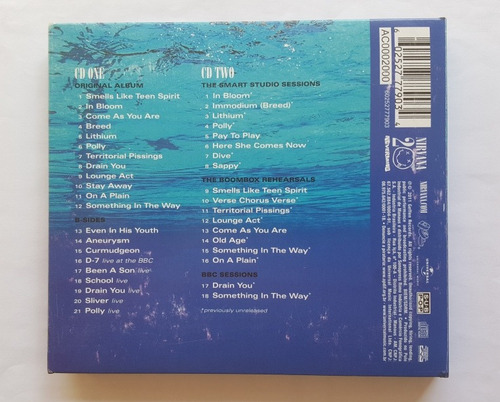 CD ONE
ORIGINAL ALBUM
1 Smells Like Teen Spirit
2 In Bloom
3 Come As You Are
4 Breed
5 Lithium
6 Polly
7 Territorial Pissings
8 Drain You
9 Lounge Act
10 Stay Away
11 On A Plain
12 Something In The Way
B-SIDES
13 Even In His Youth
14 Aneurysm
15 Curmudgeon
16 D-7 live at the BBC
17 Been A Son live
18 School live
19 Drain You live
20 Sliver live
21 Polly live
CD TWO
THE SMART STUDIO SESSIONS
1 In Bloom*
2 Immodium (Breed)*
3 Lithium*
4 Polly*
5 Pay To Play
6 Here She Comes Now
7 Dive*
8 Sappy*
THE BOOMBOX REHEARSALS
9 Smells Like Teen Spirit
10 Verse Chorus Verse*
11 Territorial Pissings*
12 Lounge Act*
13 Come As You Are
14 Old Age*
15 Something In The Way*
16 On A Plain*
BBC SESSIONS
17 Drain You*
18 Something In The Way*
*previously unreleased
AC0002000
60252777903
NIRVANA
20
NEVERMIND
NIRVANA.COM